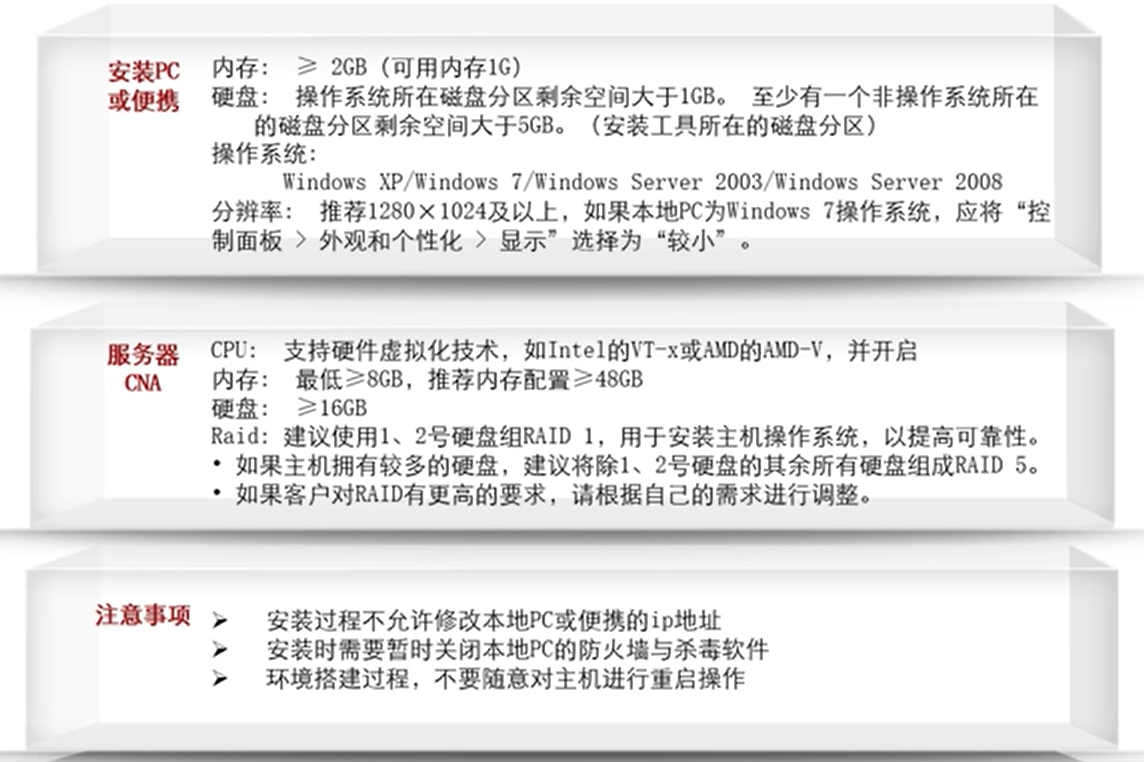 安装PC
或便携
内存： ≥ 2GB（可用内存1G）
硬盘： 操作系统所在磁盘分区剩余空间大于1GB。 至少有一个非操作系统所在
的磁盘分区剩余空间大于5GB。（安装工具所在的磁盘分区）
操作系统：
Windows XP/Windows 7/Windows Server 2003/Windows Server 2008
分辨率： 推荐1280×1024及以上，如果本地PC为Windows 7操作系统，应将“控
制面板 > 外观和个性化 > 显示”选择为“较小”。
服务器
CNA
CPU： 支持硬件虚拟化技术，如Intel的VT-x或AMD的AMD-V，并开启
内存： 最低≥8GB，推荐内存配置≥48GB
硬盘： ≥16GB
Raid：建议使用1、2号硬盘组RAID 1，用于安装主机操作系统，以提高可靠性。
• 如果主机拥有较多的硬盘，建议将除1、2号硬盘的其余所有硬盘组成RAID 5。
• 如果客户对RAID有更高的要求，请根据自己的需求进行调整。
注意事项
➢ 安装过程不允许修改本地PC或便携的ip地址
➢ 安装时需要暂时关闭本地PC的防火墙与杀毒软件
➢ 环境搭建过程，不要随意对主机进行重启操作